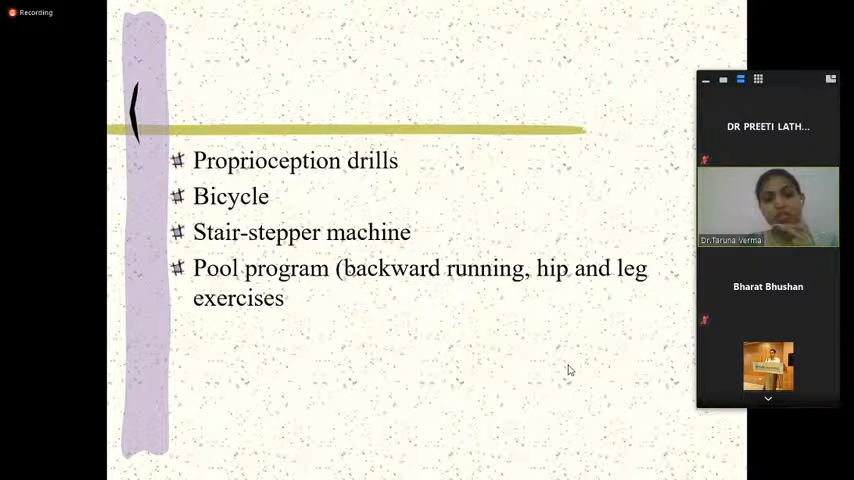 Recording
Proprioception drills
Bicycle
Stair-stepper machine
Pool program (backward running, hip and leg
exercises
DR PREETI LATH...
Dr.Taruna Verma
Bharat Bhushan